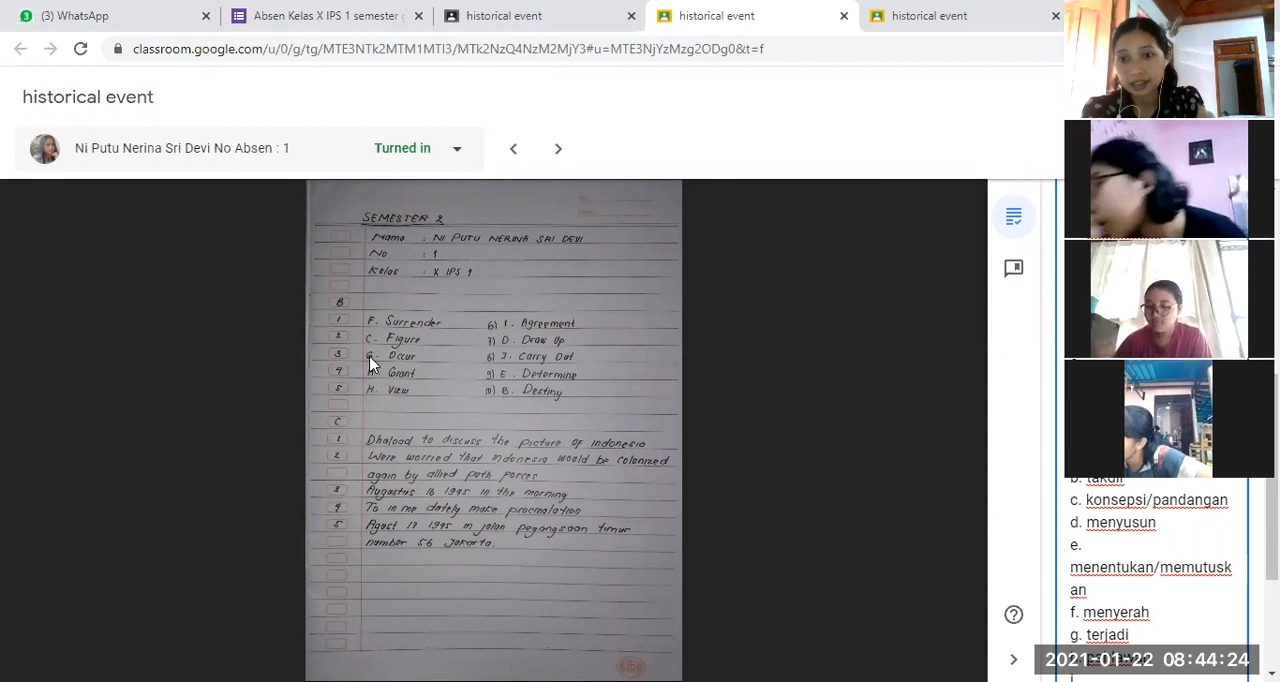 (3) WhatsApp
Absen Kelas X IPS 1 semester
historical event
historical event
historical event
classroom.google.com/u/0/g/tg/MTE3NTk2MTM1MTI3/MTk2NzQ4NzM2MjY3#u=MTE3NjYzMzg2ODg0&t=f
historical event
Ni Putu Nerina Sri Devi No Absen : 1
Turned in
SEMESTER 2
Nama : NI PUTU NERINA SRI DEVI
No : 1
Kelas : X IPS 1
B
1 F. Surrender 6) I. Agreement
2 C. Figure 7) D. Draw Up
3 G. Occur 8) J. Carry Out
4 Grant 9) E. Determine
5 H. View 10) B. Destiny
C
1 Dhaload to discuss the picture of indonesia
2 Were worried that indonesia would be colonized
again by allied puth forces
3 Augustus 16 1945 in the morning
4 To in me dately make procmalation
5 Agust 17 1945 in jalan pegangsaan timur
number 56 Jakarta.
b. takdir
c. konsepsi/pandangan
d. menyusun
e.
menentukan/memutusk
an
f. menyerah
g. terjadi
2021-01-22 08:44:24